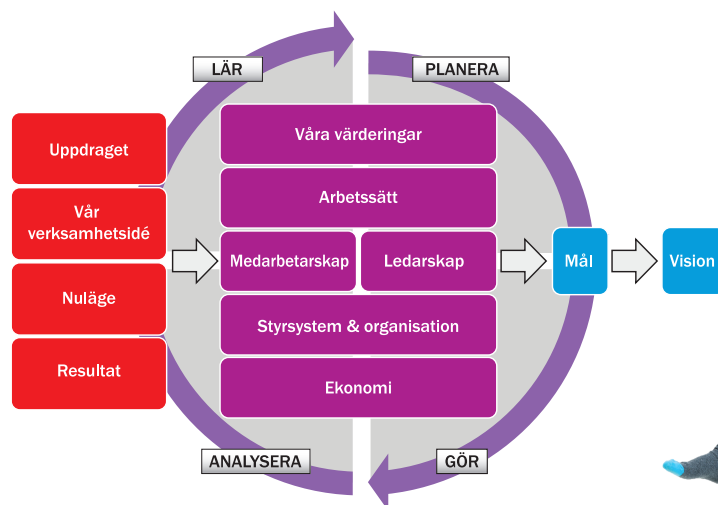 LÄR
PLANERA
Uppdraget
Vår
verksamhetsidé
Nuläge
Resultat
Våra värderingar
Arbetssätt
Medarbetarskap
Ledarskap
Styrsystem & organisation
Ekonomi
Mål
Vision
ANALYSERA
GÖR